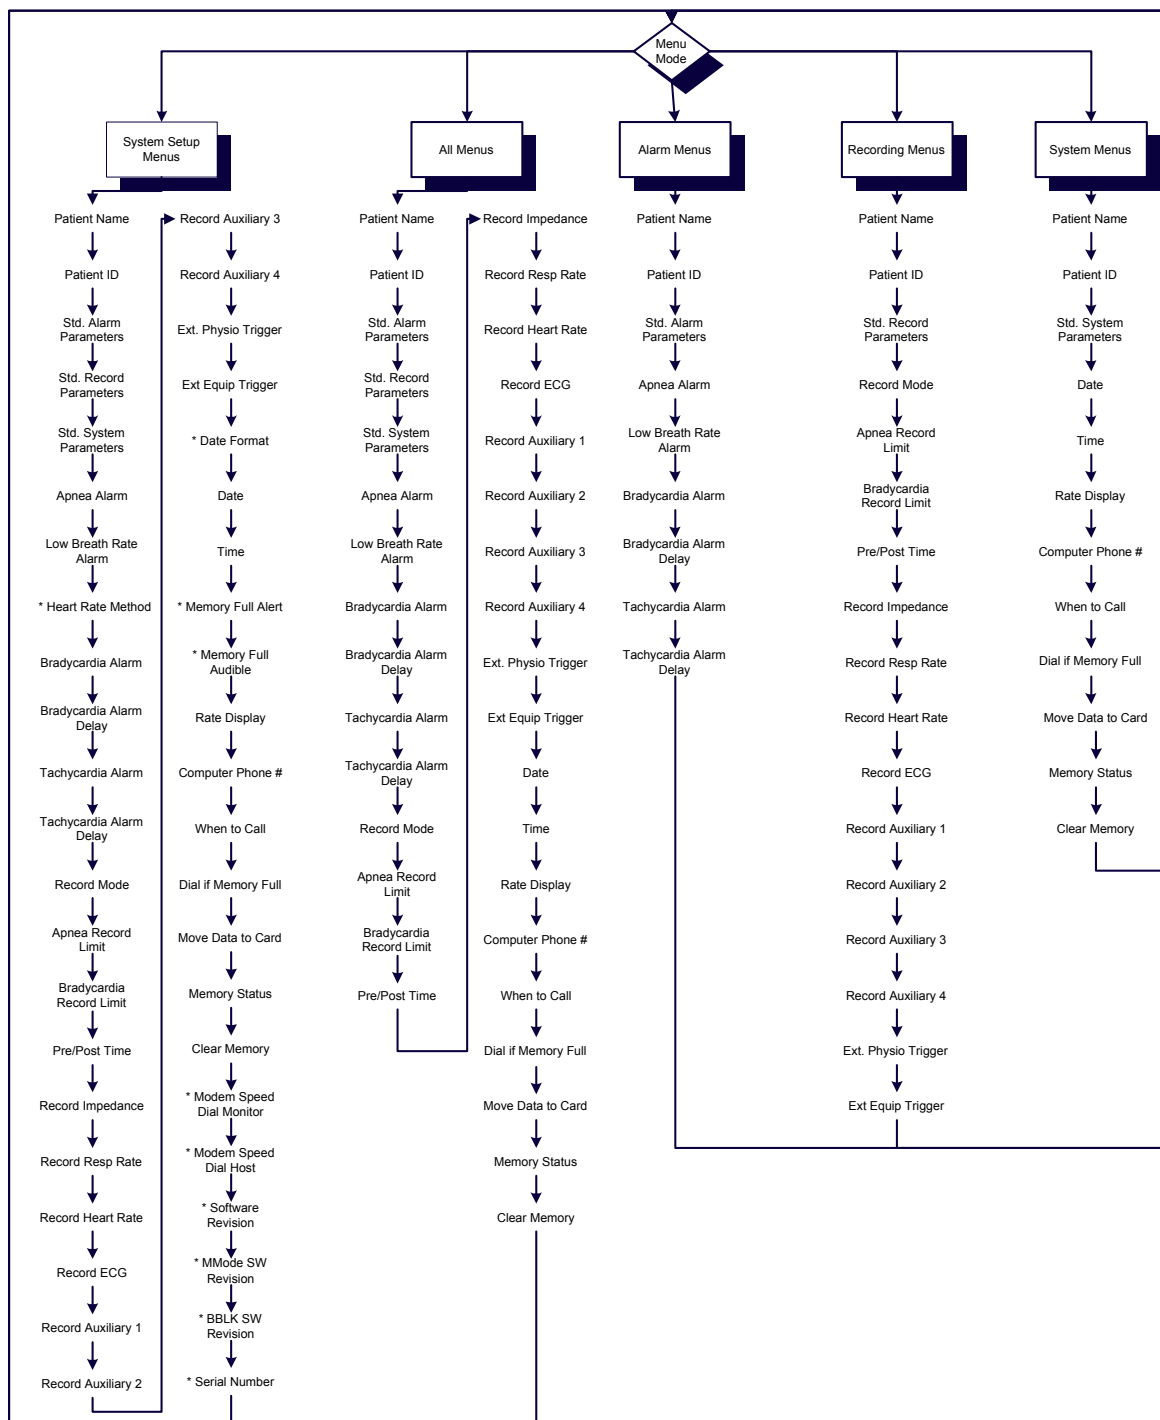 Menu
Mode
System Setup
Menus
All Menus
Alarm Menus
Recording Menus
System Menus
Patient Name
Patient ID
Std. Alarm
Parameters
Std. Record
Parameters
Std. System
Parameters
Apnea Alarm
Low Breath Rate
Alarm
* Heart Rate Method
Bradycardia Alarm
Bradycardia Alarm
Delay
Tachycardia Alarm
Tachycardia Alarm
Delay
Record Mode
Apnea Record
Limit
Bradycardia
Record Limit
Pre/Post Time
Record Impedance
Record Resp Rate
Record Heart Rate
Record ECG
Record Auxiliary 1
Record Auxiliary 2
Record Auxiliary 3
Record Auxiliary 4
Ext. Physio Trigger
Ext Equip Trigger
* Date Format
Date
Time
* Memory Full Alert
* Memory Full
Audible
Rate Display
Computer Phone #
When to Call
Dial if Memory Full
Move Data to Card
Memory Status
Clear Memory
* Modem Speed
Dial Monitor
* Modem Speed
Dial Host
* Software
Revision
* MMode SW
Revision
* BBLK SW
Revision
* Serial Number
Patient Name
Patient ID
Std. Alarm
Parameters
Std. Record
Parameters
Std. System
Parameters
Apnea Alarm
Low Breath Rate
Alarm
Bradycardia Alarm
Bradycardia Alarm
Delay
Tachycardia Alarm
Tachycardia Alarm
Delay
Record Mode
Apnea Record
Limit
Bradycardia
Record Limit
Pre/Post Time
Record Impedance
Record Resp Rate
Record Heart Rate
Record ECG
Record Auxiliary 1
Record Auxiliary 2
Record Auxiliary 3
Record Auxiliary 4
Ext. Physio Trigger
Ext Equip Trigger
Date
Time
Rate Display
Computer Phone #
When to Call
Dial if Memory Full
Move Data to Card
Memory Status
Clear Memory
Patient Name
Patient ID
Std. Alarm
Parameters
Apnea Alarm
Low Breath Rate
Alarm
Bradycardia Alarm
Bradycardia Alarm
Delay
Tachycardia Alarm
Tachycardia Alarm
Delay
Patient Name
Patient ID
Std. Record
Parameters
Record Mode
Apnea Record
Limit
Bradycardia
Record Limit
Pre/Post Time
Record Impedance
Record Resp Rate
Record Heart Rate
Record ECG
Record Auxiliary 1
Record Auxiliary 2
Record Auxiliary 3
Record Auxiliary 4
Ext. Physio Trigger
Ext Equip Trigger
Patient Name
Patient ID
Std. System
Parameters
Date
Time
Rate Display
Computer Phone #
When to Call
Dial if Memory Full
Move Data to Card
Memory Status
Clear Memory